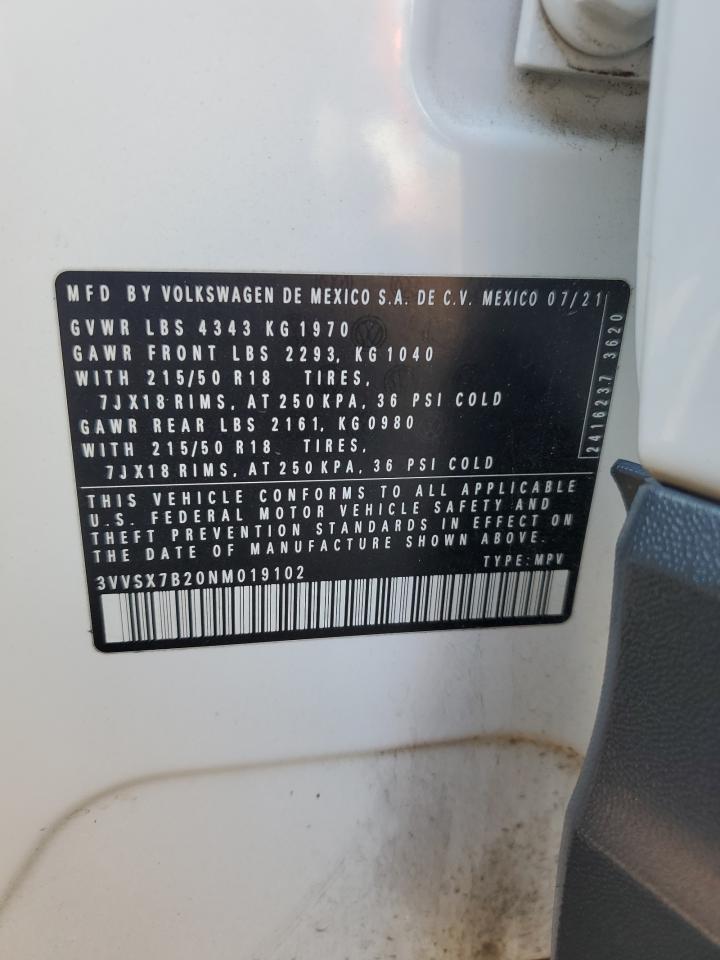 MFD BY VOLKSWAGEN DE MEXICO S.A. DE C.V. MEXICO 07/21
GVWR LBS 4343 KG 1970
GAWR FRONT LBS 2293, KG 1040
WITH 215/50 R18 TIRES,
7JX18 RIMS, AT 250 KPA, 36 PSI COLD
GAWR REAR LBS 2161, KG 0980
WITH 215/50 R18 TIRES,
7JX18 RIMS, AT 250 KPA, 36 PSI COLD
2416237 3620
THIS VEHICLE CONFORMS TO ALL APPLICABLE
U.S. FEDERAL MOTOR VEHICLE SAFETY AND
THEFT PREVENTION STANDARDS IN EFFECT ON
THE DATE OF MANUFACTURE SHOWN ABOVE.
3VVSX7B20NM019102 TYPE: MPV